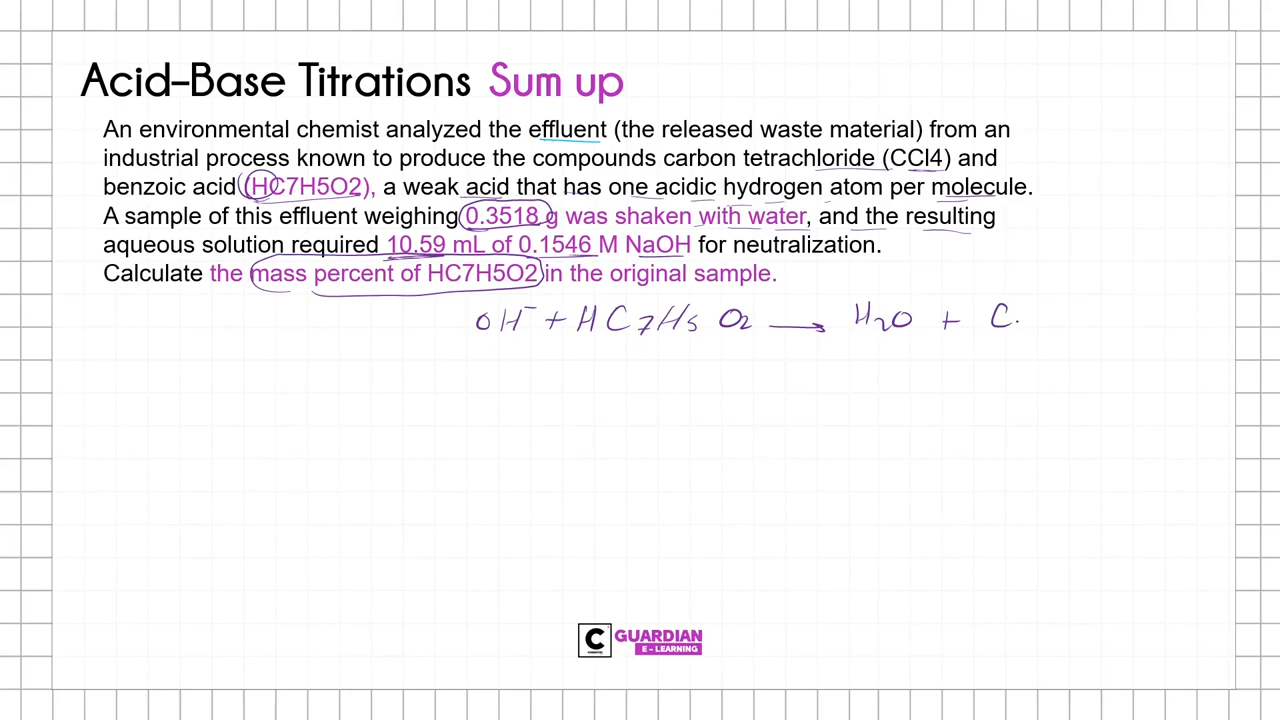 Acid–Base Titrations Sum up
An environmental chemist analyzed the effluent (the released waste material) from an
industrial process known to produce the compounds carbon tetrachloride (CCl4) and
benzoic acid (HC7H5O2), a weak acid that has one acidic hydrogen atom per molecule.
A sample of this effluent weighing 0.3518 g was shaken with water, and the resulting
aqueous solution required 10.59 mL of 0.1546 M NaOH for neutralization.
Calculate the mass percent of HC7H5O2 in the original sample.
OH⁻ + HC₇H₅O₂ → H₂O + C
C GUARDIAN
E - LEARNING